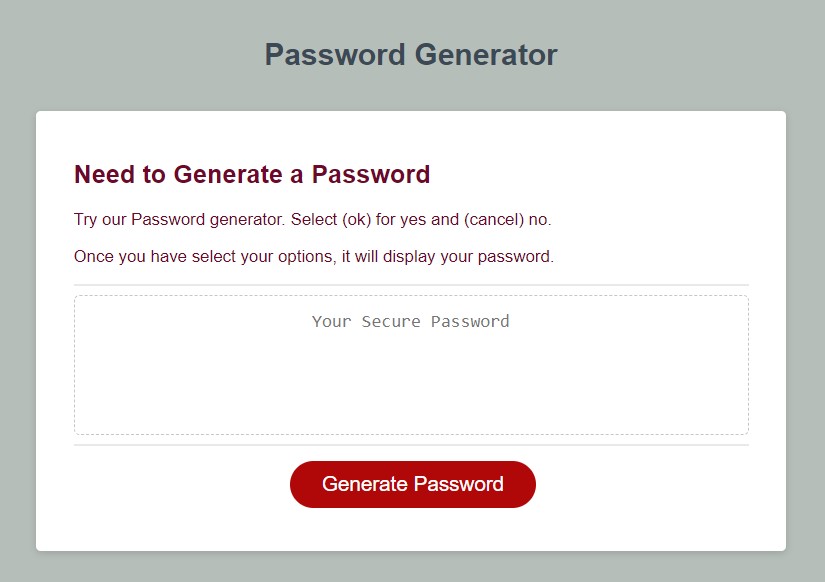 Password Generator
Need to Generate a Password
Try our Password generator. Select (ok) for yes and (cancel) no.
Once you have select your options, it will display your password.
Your Secure Password
Generate Password